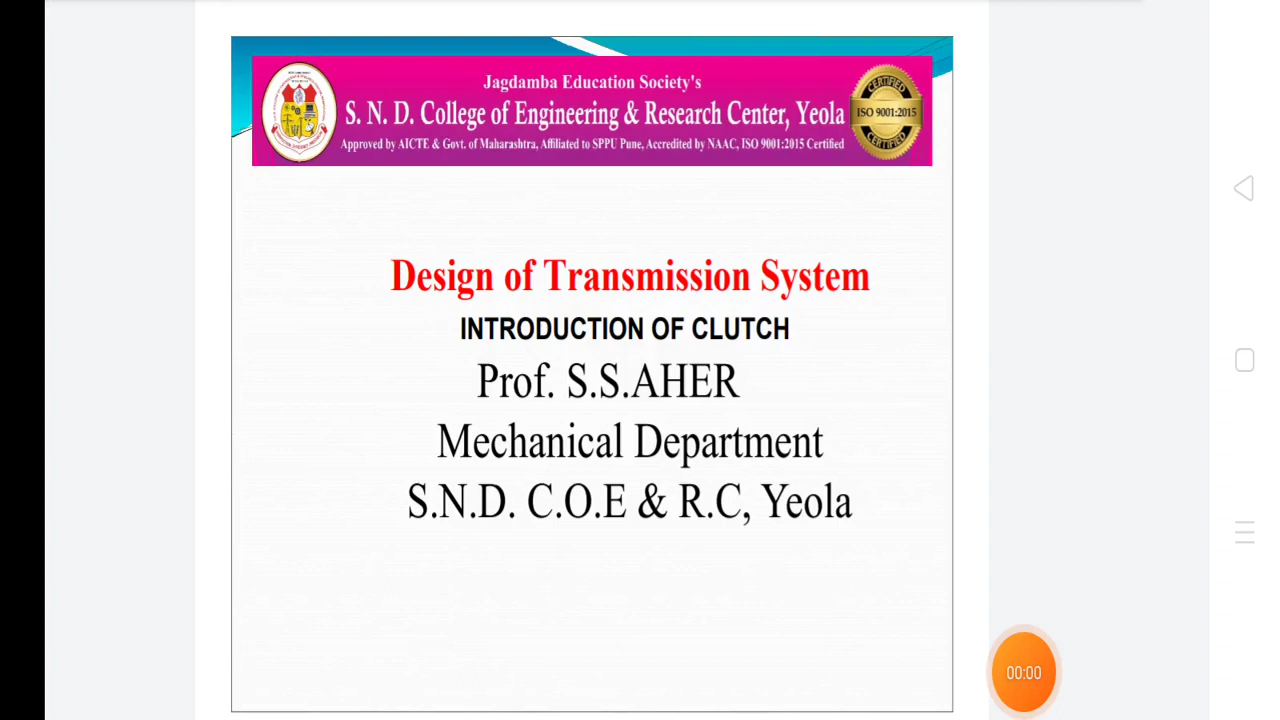 Jagdamba Education Society's
S. N. D. College of Engineering & Research Center, Yeola
Approved by AICTE & Govt. of Maharashtra, Affiliated to SPPU Pune, Accredited by NAAC, ISO 9001:2015 Certified
CERTIFIED
ISO 9001:2015
CERTIFIED
Design of Transmission System
INTRODUCTION OF CLUTCH
Prof. S.S.AHER
Mechanical Department
S.N.D. C.O.E & R.C, Yeola
00:00